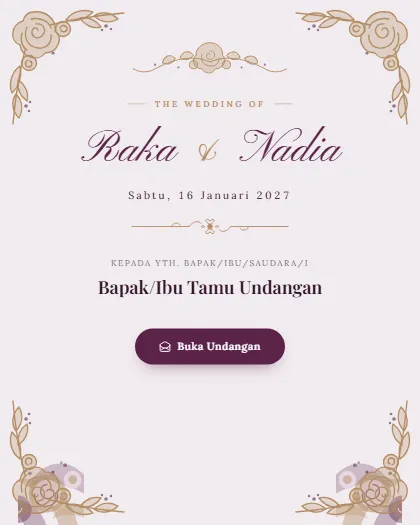 THE WEDDING OF
Raka & Nadia
Sabtu, 16 Januari 2027
KEPADA YTH. BAPAK/IBU/SAUDARA/I
Bapak/Ibu Tamu Undangan
Buka Undangan